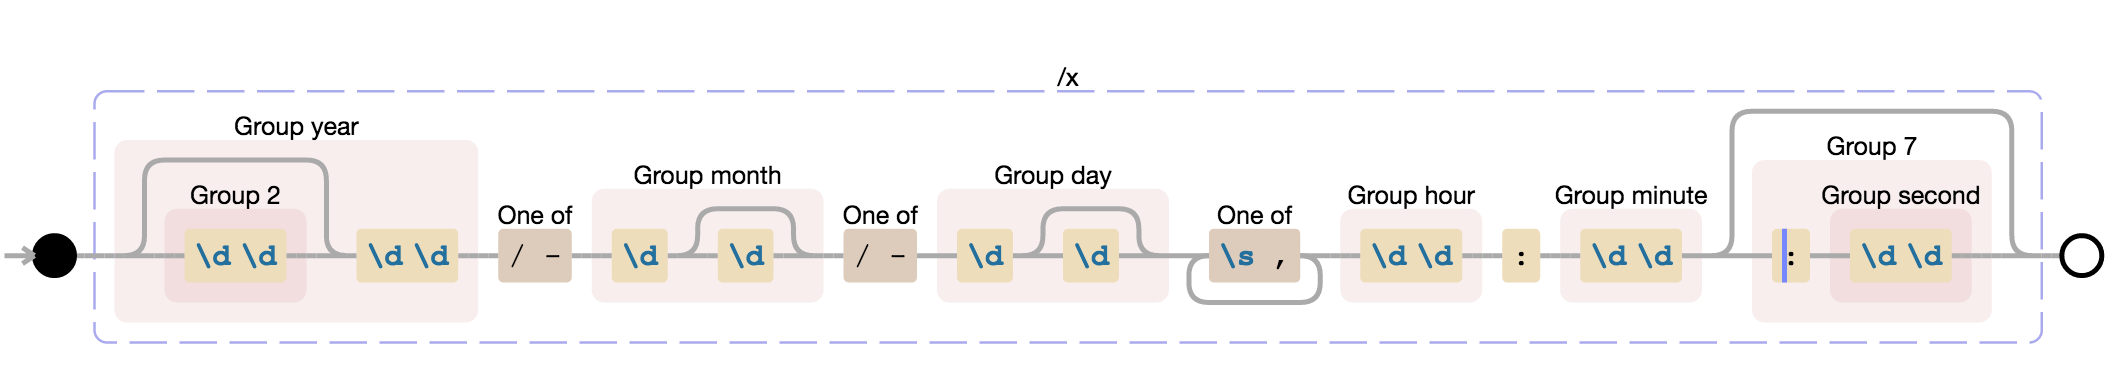 /x
Group year
Group 2
\d \d
\d \d
One of
/ -
Group month
\d
\d
One of
/ -
Group day
\d
\d
One of
\s ,
Group hour
\d \d
:
Group minute
\d \d
Group 7
:
Group second
\d \d